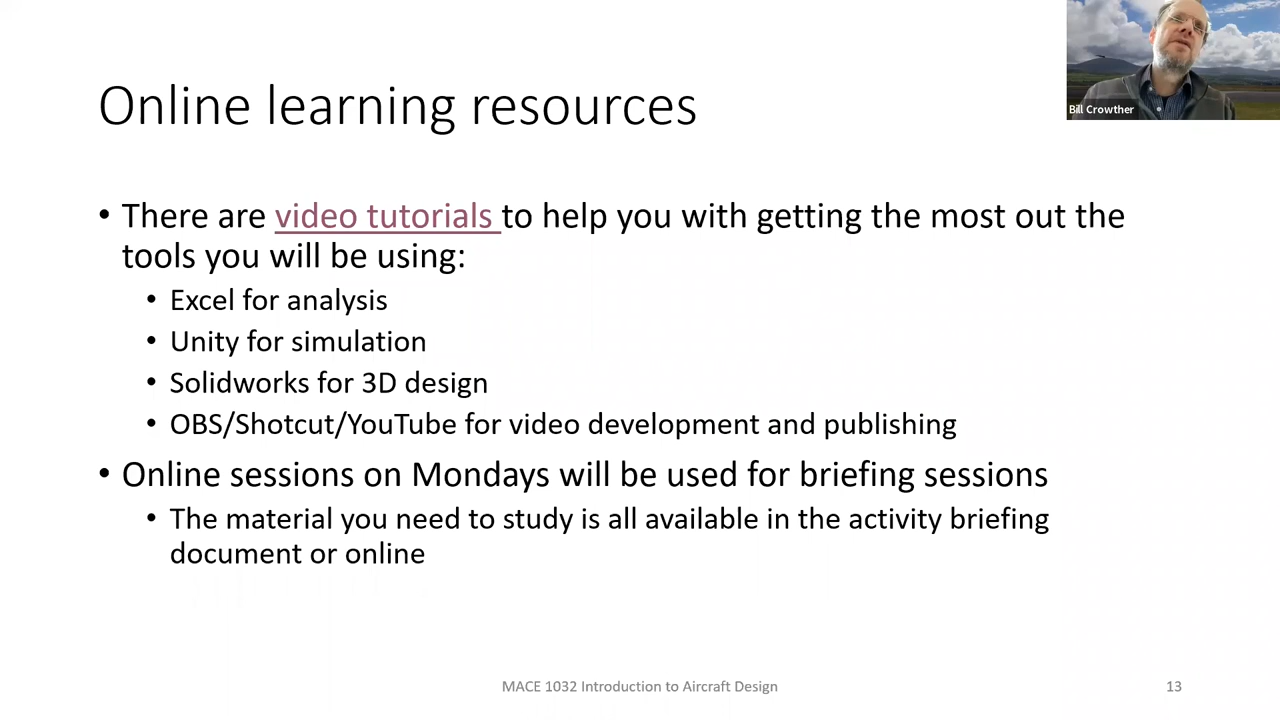 Bill Crowther
Online learning resources
• There are video tutorials to help you with getting the most out the
tools you will be using:
• Excel for analysis
• Unity for simulation
• Solidworks for 3D design
• OBS/Shotcut/YouTube for video development and publishing
• Online sessions on Mondays will be used for briefing sessions
• The material you need to study is all available in the activity briefing
document or online
MACE 1032 Introduction to Aircraft Design
13